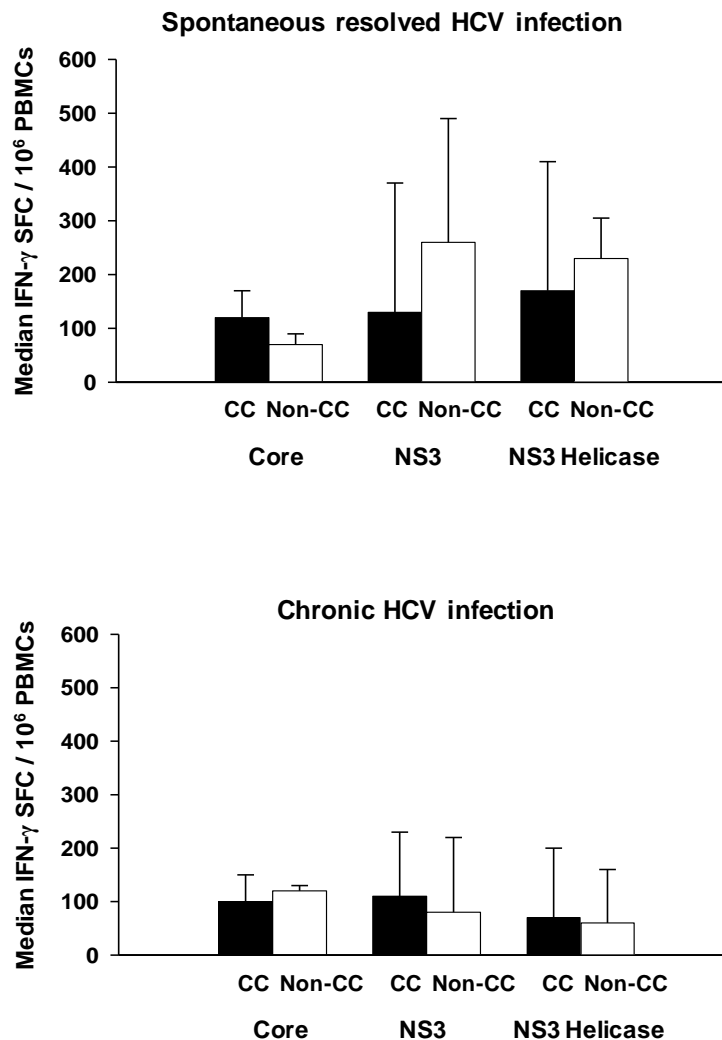 Spontaneous resolved HCV infection
Median IFN-γ SFC / 10⁶ PBMCs
600
500
400
300
200
100
0
CC Non-CC CC Non-CC CC Non-CC
Core NS3 NS3 Helicase
Chronic HCV infection
Median IFN-γ SFC / 10⁶ PBMCs
600
500
400
300
200
100
0
CC Non-CC CC Non-CC CC Non-CC
Core NS3 NS3 Helicase